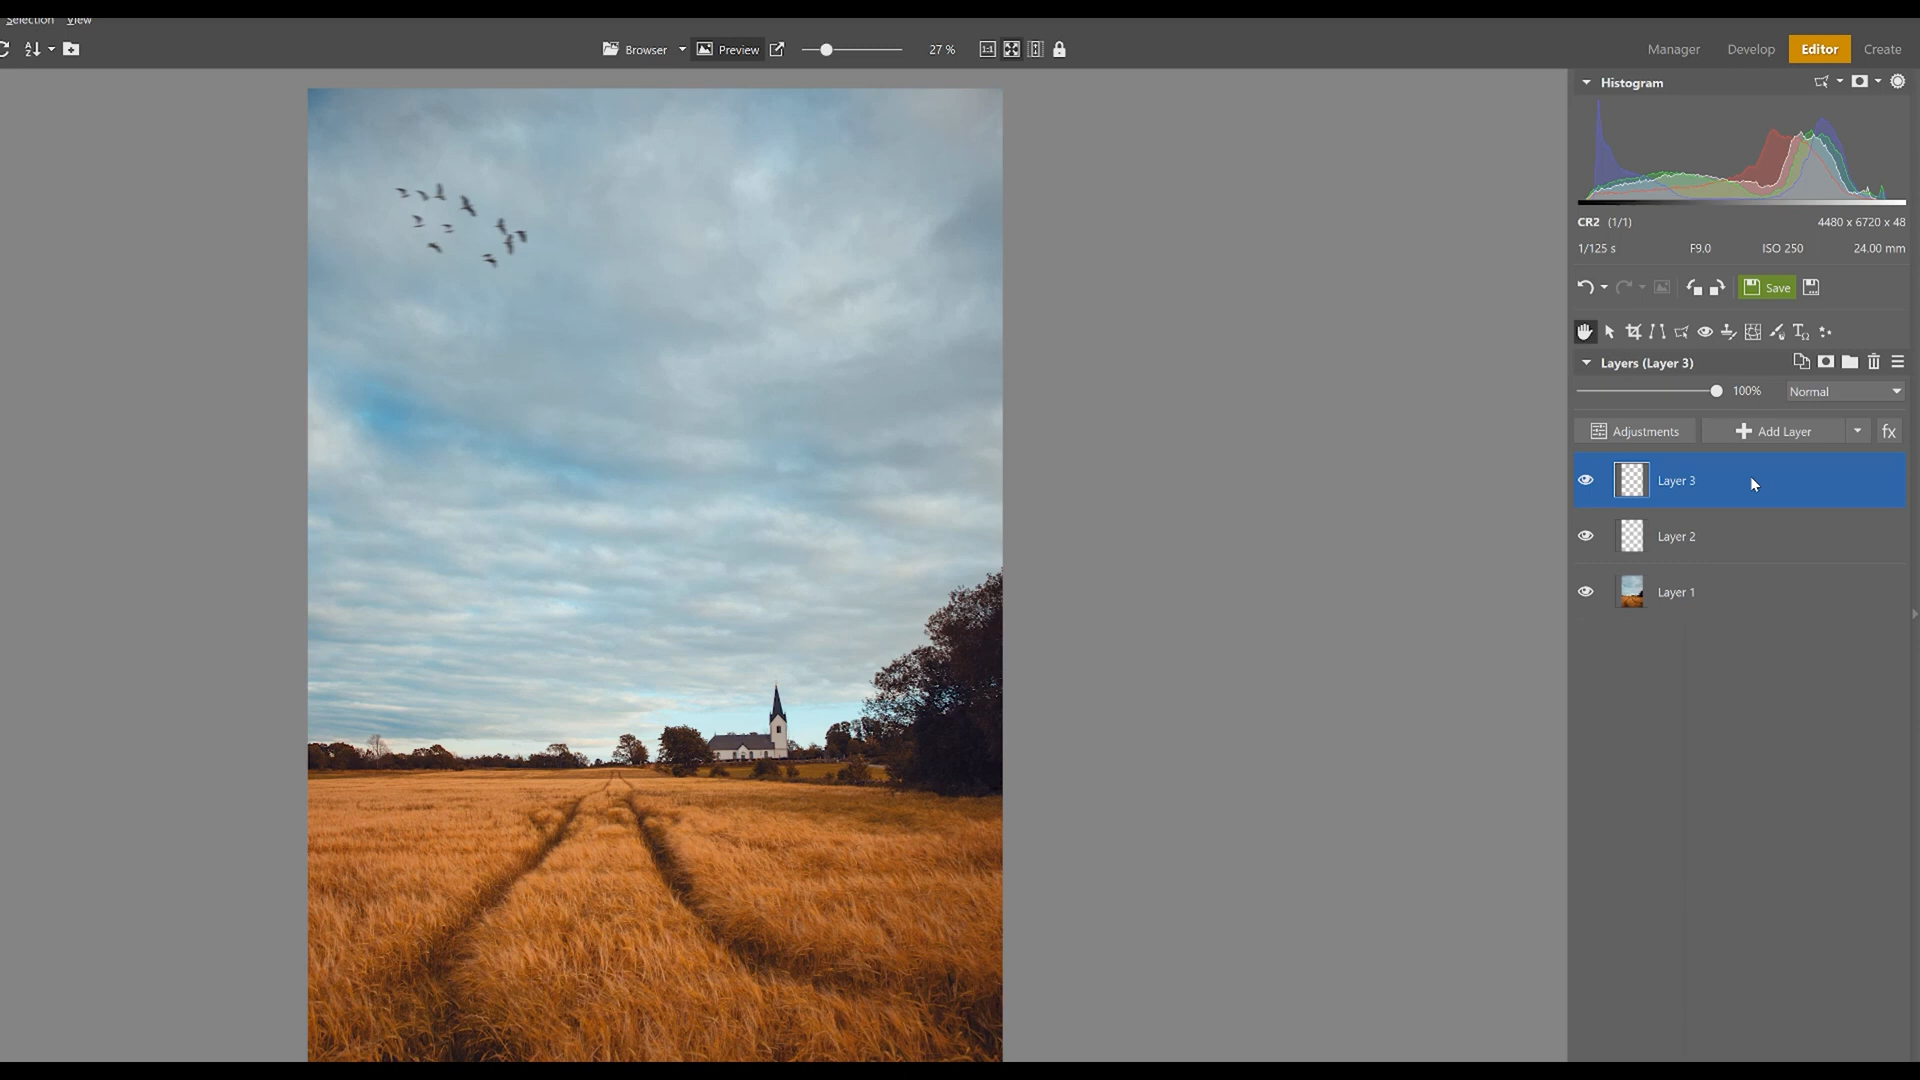 Selection View
Browser Preview 27 % Manager Develop Editor Create
Histogram
CR2 (1/1) 4480 x 6720 x 48
1/125 s F9.0 ISO 250 24.00 mm
Save
Layers (Layer 3)
100% Normal
Adjustments Add Layer fx
Layer 3
Layer 2
Layer 1